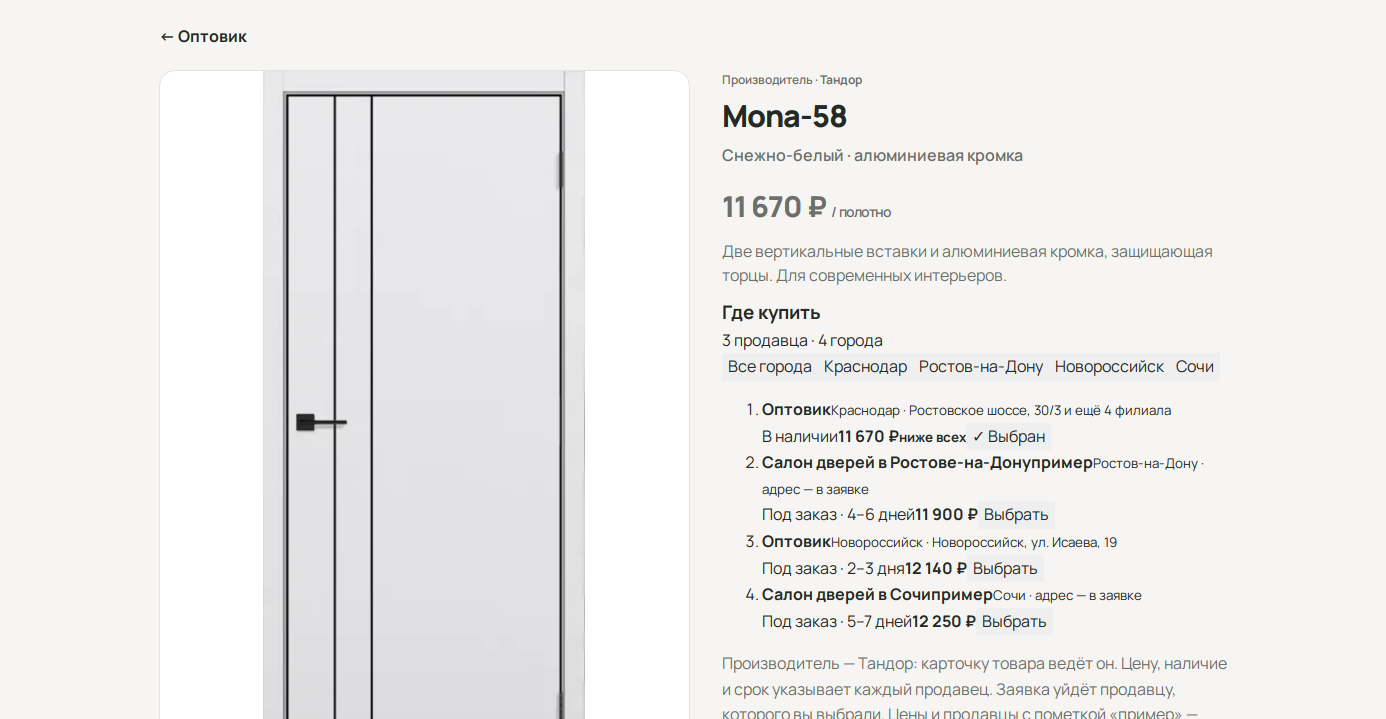 ← Оптовик
Производитель · Тандор
Mona-58
Снежно-белый · алюминиевая кромка
11 670 ₽ / полотно
Две вертикальные вставки и алюминиевая кромка, защищающая
торцы. Для современных интерьеров.
Где купить
3 продавца · 4 города
Все города Краснодар Ростов-на-Дону Новороссийск Сочи
1. ОптовикКраснодар · Ростовское шоссе, 30/3 и ещё 4 филиала
В наличии11 670 ₽ниже всех ✓ Выбран
2. Салон дверей в Ростове-на-ДонупримерРостов-на-Дону ·
адрес — в заявке
Под заказ · 4–6 дней11 900 ₽ Выбрать
3. ОптовикНовороссийск · Новороссийск, ул. Исаева, 19
Под заказ · 2–3 дня12 140 ₽ Выбрать
4. Салон дверей в СочипримерСочи · адрес — в заявке
Под заказ · 5–7 дней12 250 ₽ Выбрать
Производитель — Тандор: карточку товара ведёт он. Цену, наличие
и срок указывает каждый продавец. Заявка уйдёт продавцу,
которого вы выбрали. Цены и продавцы с пометкой «пример» —